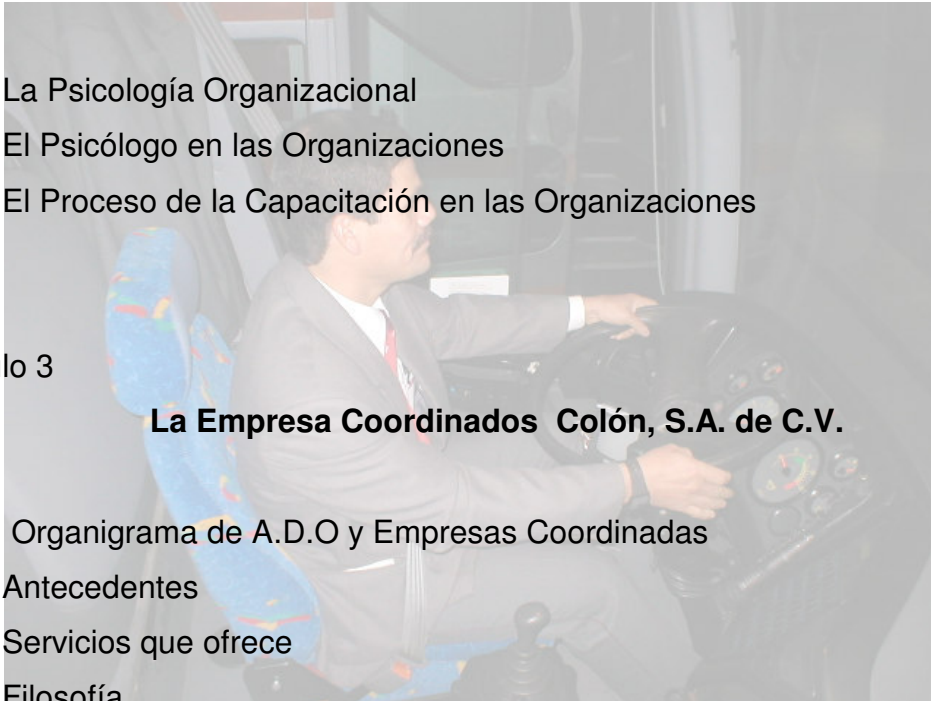 La Psicología Organizacional
El Psicólogo en las Organizaciones
El Proceso de la Capacitación en las Organizaciones
lo 3
La Empresa Coordinados Colón, S.A. de C.V.
Organigrama de A.D.O y Empresas Coordinadas
Antecedentes
Servicios que ofrece
Filosofía